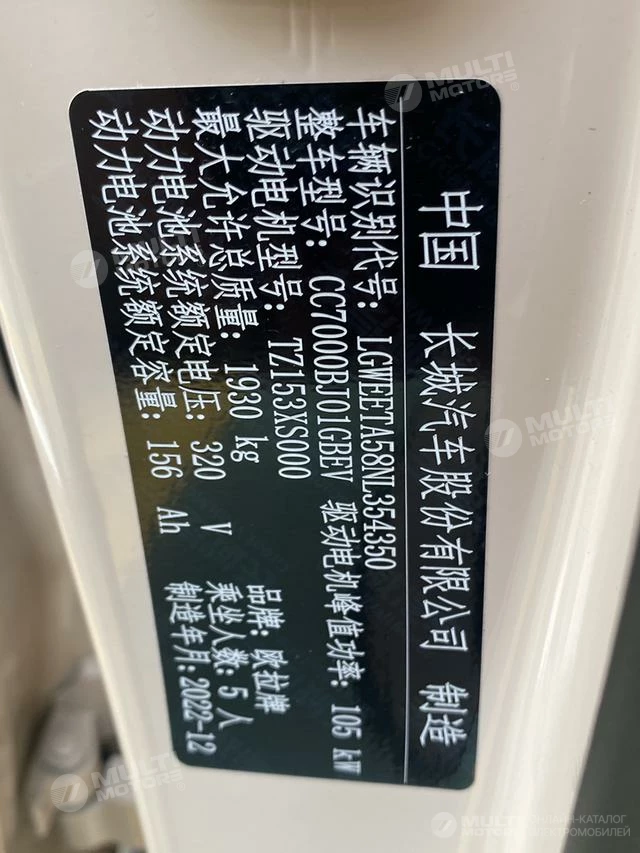 中国 长城汽车股份有限公司 制造
车辆识别代号: LGWEETA58NL354350
整车型号: CC7000BJ01GBEV 驱动电机峰值功率: 105 kW
驱动电机型号: TZ153XS000 品牌: 欧拉牌
最大允许总质量: 1930 kg 乘坐人数: 5 人
动力电池系统额定电压: 320 V 制造年月: 2022-12
动力电池系统额定容量: 156 Ah
MULTI MOTORS
MULTI MOTORS
MULTI MOTORS
MULTI MOTORS
MULTI MOTORS ОНЛАЙН-КАТАЛОГ ЭЛЕКТРОМОБИЛЕЙ